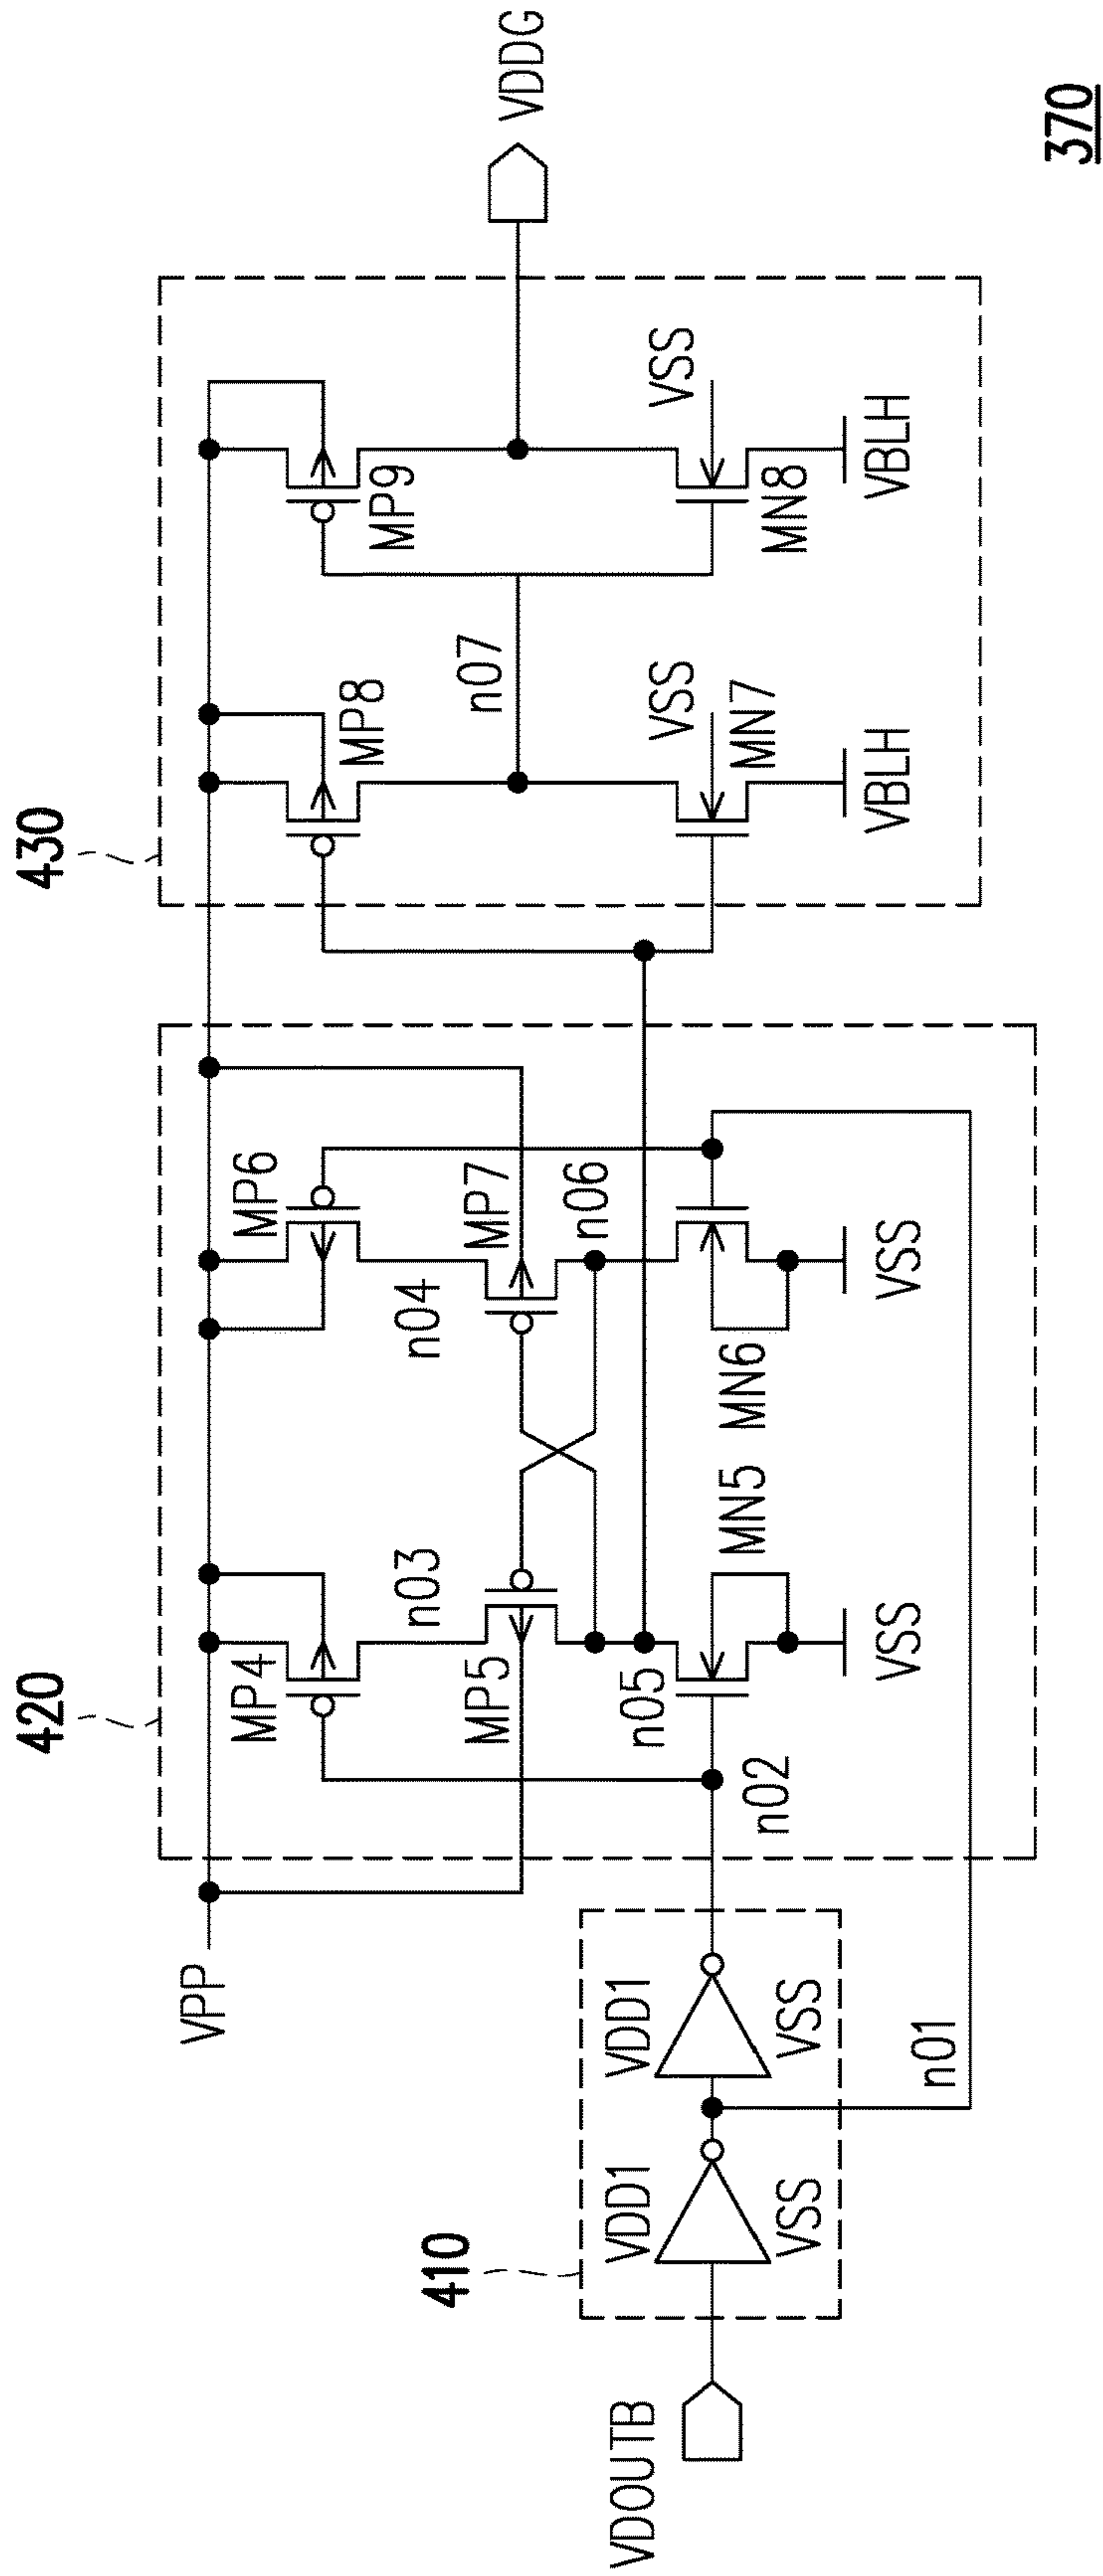 370
430
420
410
VPP
MP4
MP6
MP8
MP9
n03
n04
MP5
MP7
n07
VDDG
n05
n06
VSS
VSS
MN5
MN6
MN7
MN8
n02
VSS
VSS
VBLH
VBLH
VDOUTB
VDD1
VDD1
VSS
VSS
n01